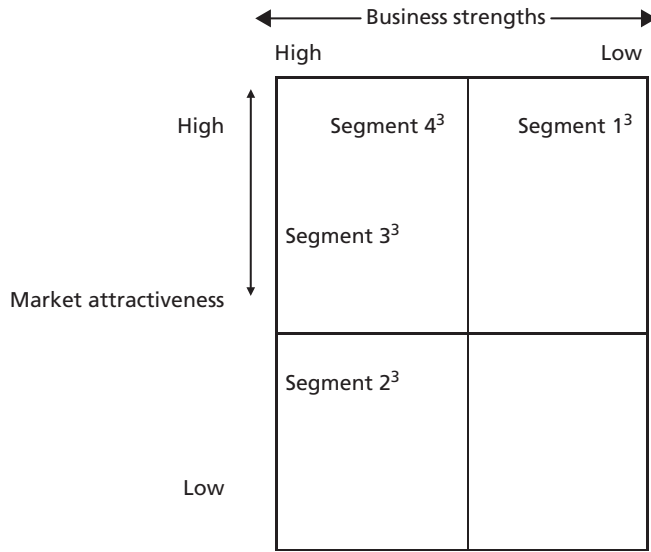 Business strengths
High Low
High
Segment 4³ Segment 1³
Segment 3³
Market attractiveness
Segment 2³
Low